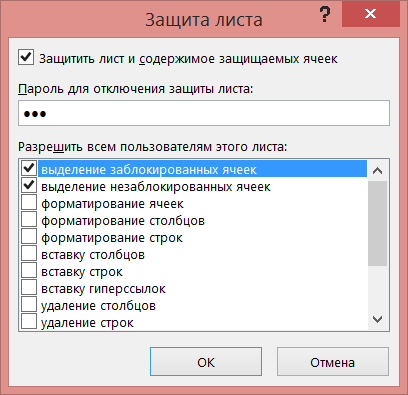 Защита листа
?
Защитить лист и содержимое защищаемых ячеек
Пароль для отключения защиты листа:
●●●
Разрешить всем пользователям этого листа:
выделение заблокированных ячеек
выделение незаблокированных ячеек
форматирование ячеек
форматирование столбцов
форматирование строк
вставку столбцов
вставку строк
вставку гиперссылок
удаление столбцов
удаление строк
ОК
Отмена